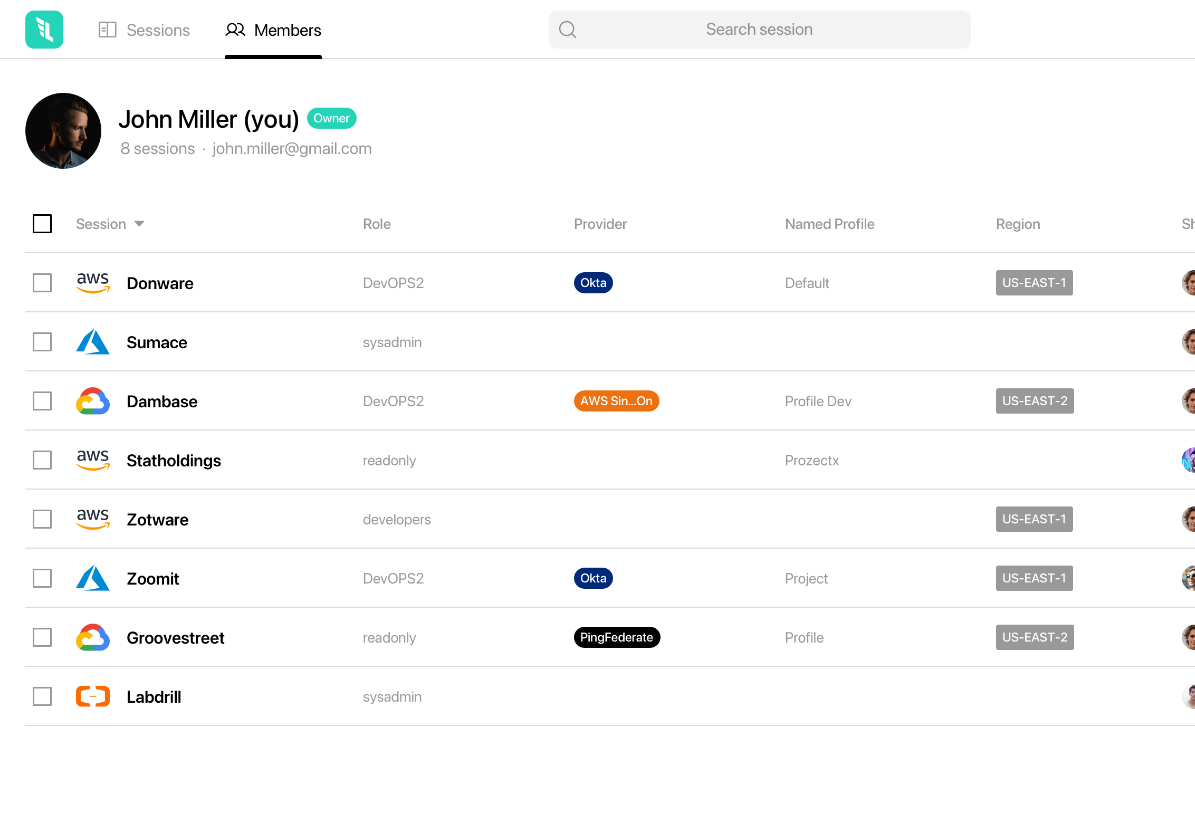 Sessions Members Search session
John Miller (you) Owner
8 sessions · john.miller@gmail.com
Session Role Provider Named Profile Region
aws Donware DevOPS2 Okta Default US-EAST-1
Sumace sysadmin
Dambase DevOPS2 AWS Sin...On Profile Dev US-EAST-2
aws Statholdings readonly Prozectx
aws Zotware developers US-EAST-1
Zoomit DevOPS2 Okta Project US-EAST-1
Groovestreet readonly PingFederate Profile US-EAST-2
Labdrill sysadmin